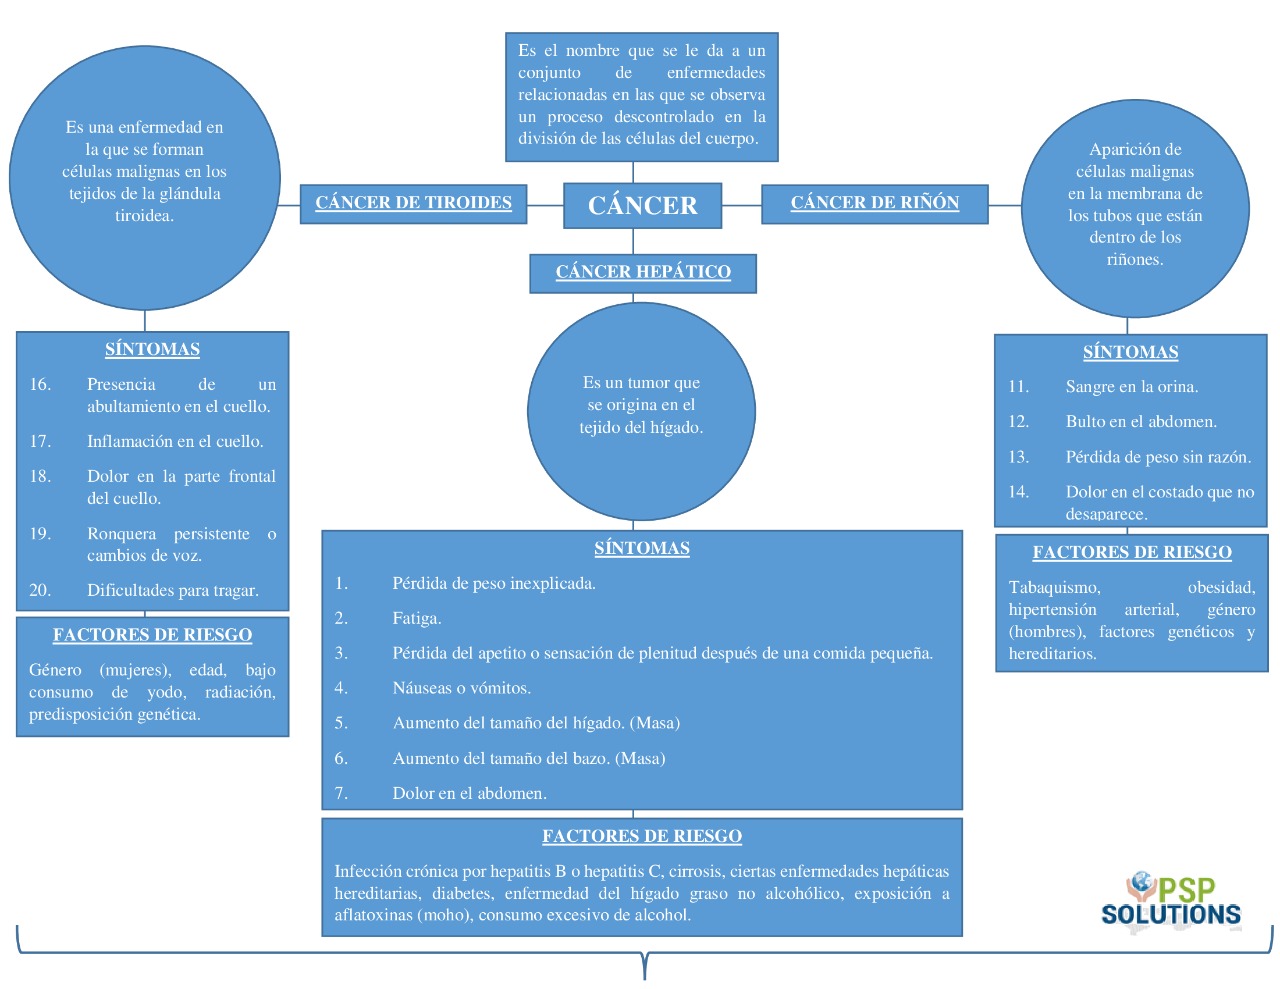 Es el nombre que se le da a un
conjunto de enfermedades
relacionadas en las que se observa
un proceso descontrolado en la
división de las células del cuerpo.
CÁNCER
CÁNCER DE TIROIDES
Es una enfermedad en
la que se forman
células malignas en los
tejidos de la glándula
tiroidea.
SÍNTOMAS
16. Presencia de un
abultamiento en el cuello.
17. Inflamación en el cuello.
18. Dolor en la parte frontal
del cuello.
19. Ronquera persistente o
cambios de voz.
20. Dificultades para tragar.
FACTORES DE RIESGO
Género (mujeres), edad, bajo
consumo de yodo, radiación,
predisposición genética.
CÁNCER HEPÁTICO
Es un tumor que
se origina en el
tejido del hígado.
SÍNTOMAS
1. Pérdida de peso inexplicada.
2. Fatiga.
3. Pérdida del apetito o sensación de plenitud después de una comida pequeña.
4. Náuseas o vómitos.
5. Aumento del tamaño del hígado. (Masa)
6. Aumento del tamaño del bazo. (Masa)
7. Dolor en el abdomen.
FACTORES DE RIESGO
Infección crónica por hepatitis B o hepatitis C, cirrosis, ciertas enfermedades hepáticas
hereditarias, diabetes, enfermedad del hígado graso no alcohólico, exposición a
aflatoxinas (moho), consumo excesivo de alcohol.
CÁNCER DE RIÑÓN
Aparición de
células malignas
en la membrana de
los tubos que están
dentro de los
riñones.
SÍNTOMAS
11. Sangre en la orina.
12. Bulto en el abdomen.
13. Pérdida de peso sin razón.
14. Dolor en el costado que no
desaparece.
FACTORES DE RIESGO
Tabaquismo, obesidad,
hipertensión arterial, género
(hombres), factores genéticos y
hereditarios.
PSP
SOLUTIONS